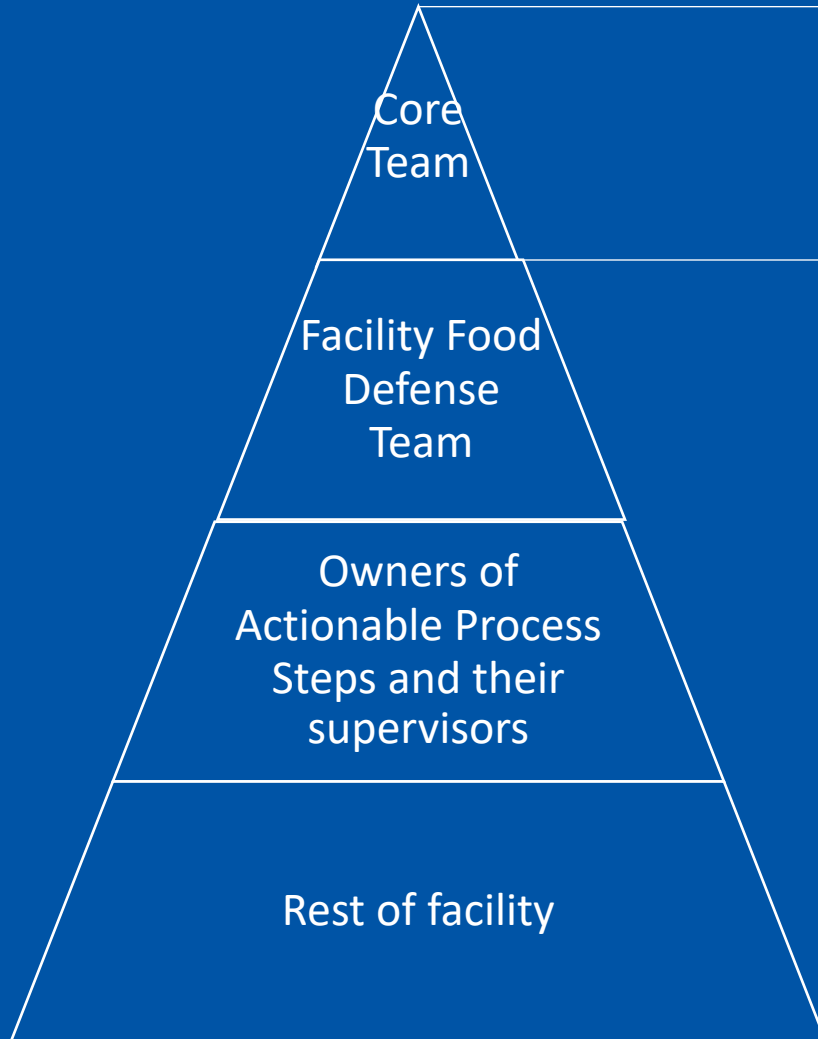 Core
Team
Facility Food
Defense
Team
Owners of
Actionable Process
Steps and their
supervisors
Rest of facility